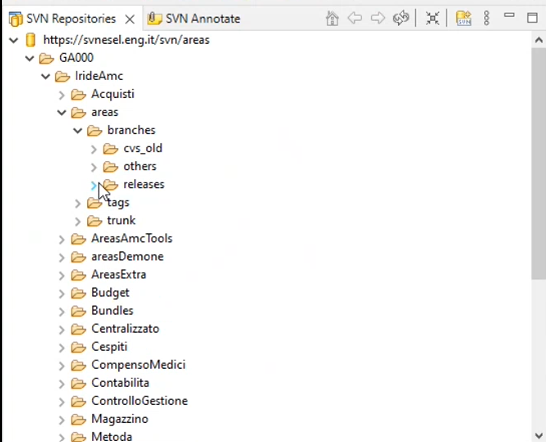 SVN Repositories SVN Annotate
https://svnesel.eng.it/svn/areas
GA000
IrideAmc
Acquisti
areas
branches
cvs_old
others
releases
tags
trunk
AreasAmcTools
areasDemone
AreasExtra
Budget
Bundles
Centralizzato
Cespiti
CompensoMedici
Contabilita
ControlloGestione
Magazzino
Metoda